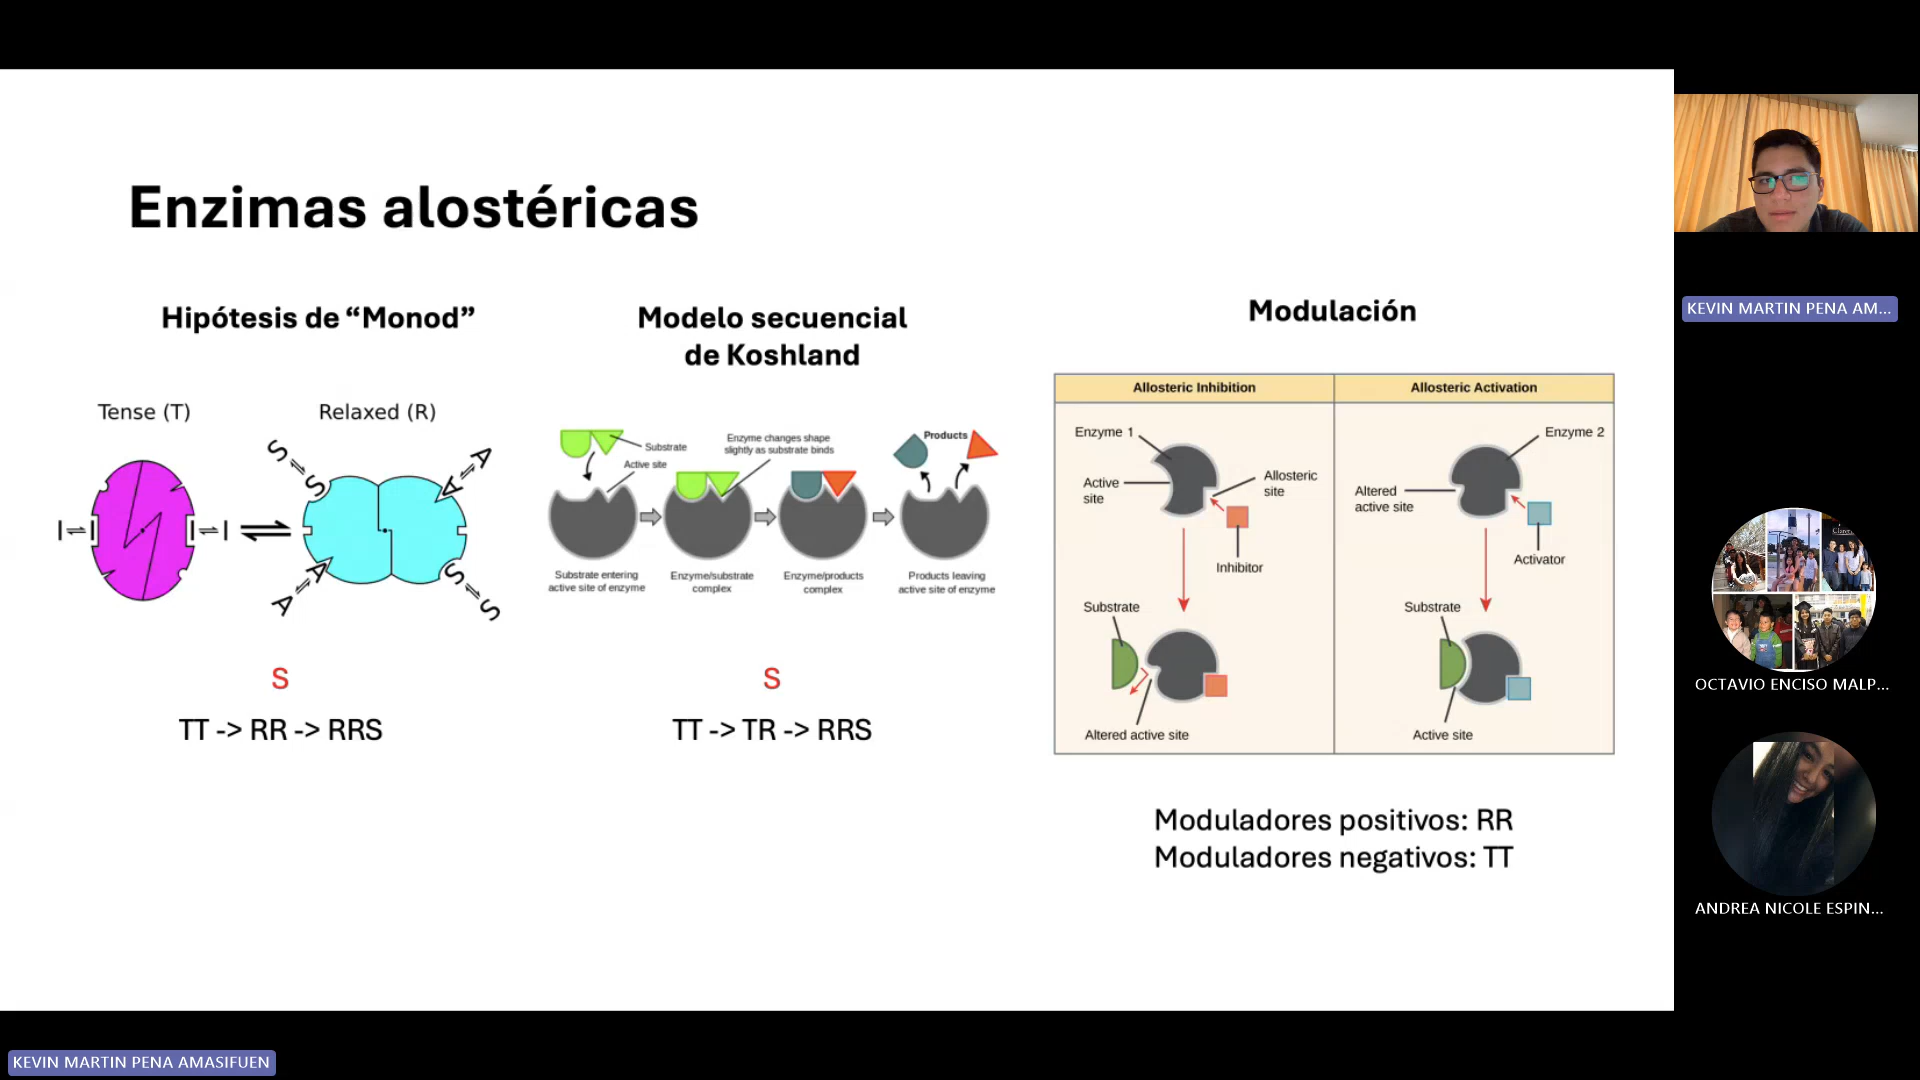 Enzimas alostéricas
Hipótesis de “Monod”
Tense (T)
Relaxed (R)
S
S
A
A
I
I
I
I
A
A
S
S
S
TT -> RR -> RRS
Modelo secuencial
de Koshland
Substrate
Active site
Enzyme changes shape
slightly as substrate binds
Products
Substrate entering
active site of enzyme
Enzyme/substrate
complex
Enzyme/products
complex
Products leaving
active site of enzyme
S
TT -> TR -> RRS
Modulación
Allosteric Inhibition
Enzyme 1
Active
site
Allosteric
site
Inhibitor
Substrate
Altered active site
Allosteric Activation
Enzyme 2
Altered
active site
Activator
Substrate
Active site
Moduladores positivos: RR
Moduladores negativos: TT
KEVIN MARTIN PENA AM...
OCTAVIO ENCISO MALP...
ANDREA NICOLE ESPIN...
KEVIN MARTIN PENA AMASIFUEN